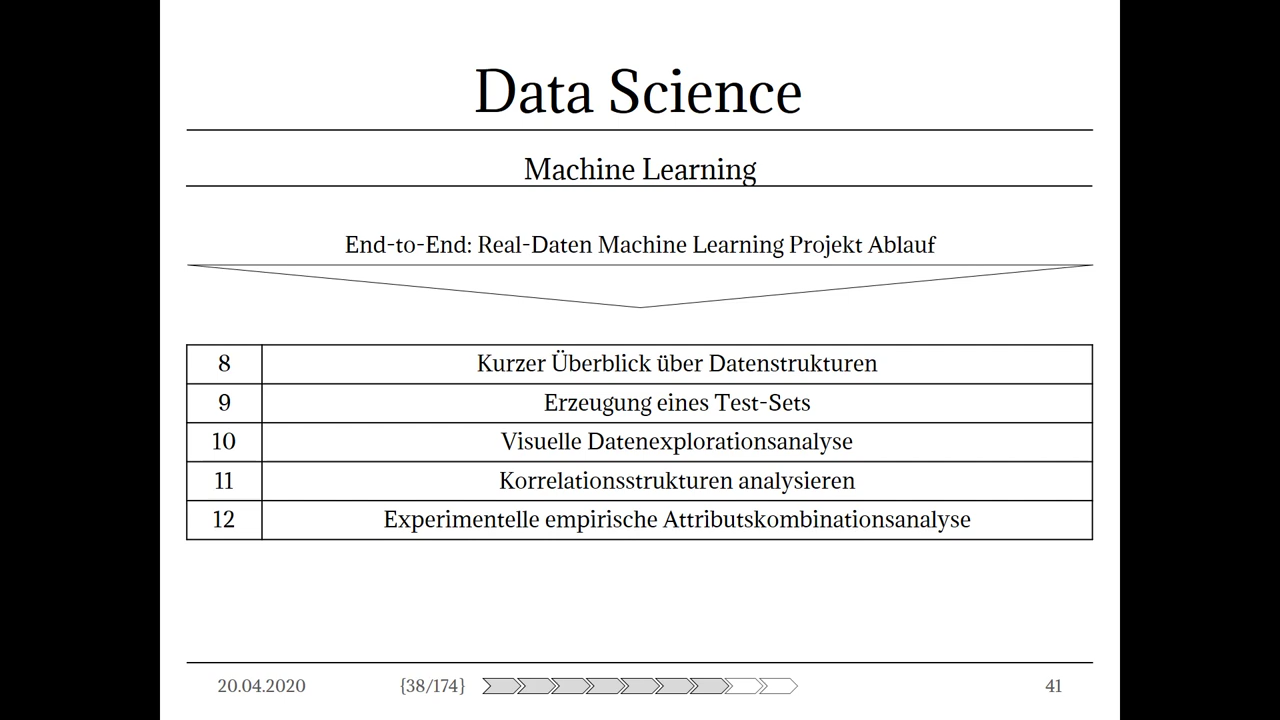 Data Science
Machine Learning
End-to-End: Real-Daten Machine Learning Projekt Ablauf
8 Kurzer Überblick über Datenstrukturen
9 Erzeugung eines Test-Sets
10 Visuelle Datenexplorationsanalyse
11 Korrelationsstrukturen analysieren
12 Experimentelle empirische Attributskombinationsanalyse
20.04.2020 {38/174} 41